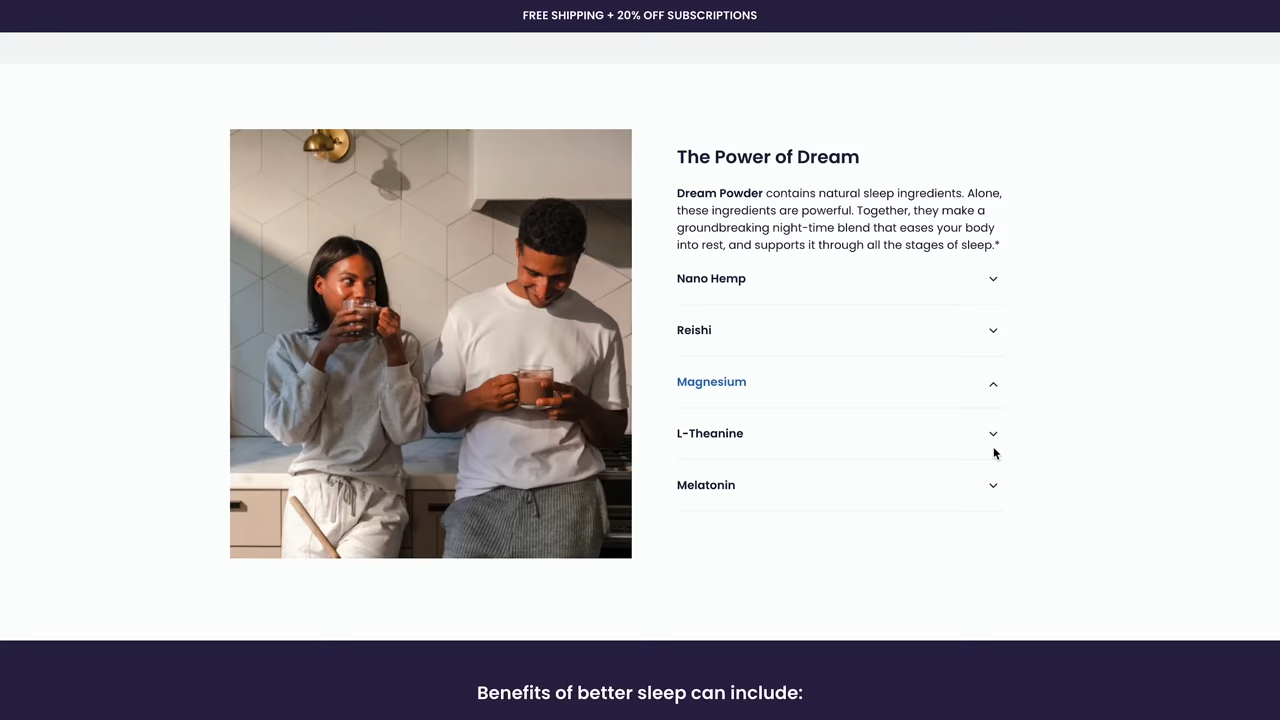 FREE SHIPPING + 20% OFF SUBSCRIPTIONS
The Power of Dream
Dream Powder contains natural sleep ingredients. Alone,
these ingredients are powerful. Together, they make a
groundbreaking night-time blend that eases your body
into rest, and supports it through all the stages of sleep.*
Nano Hemp
Reishi
Magnesium
L-Theanine
Melatonin
Benefits of better sleep can include: